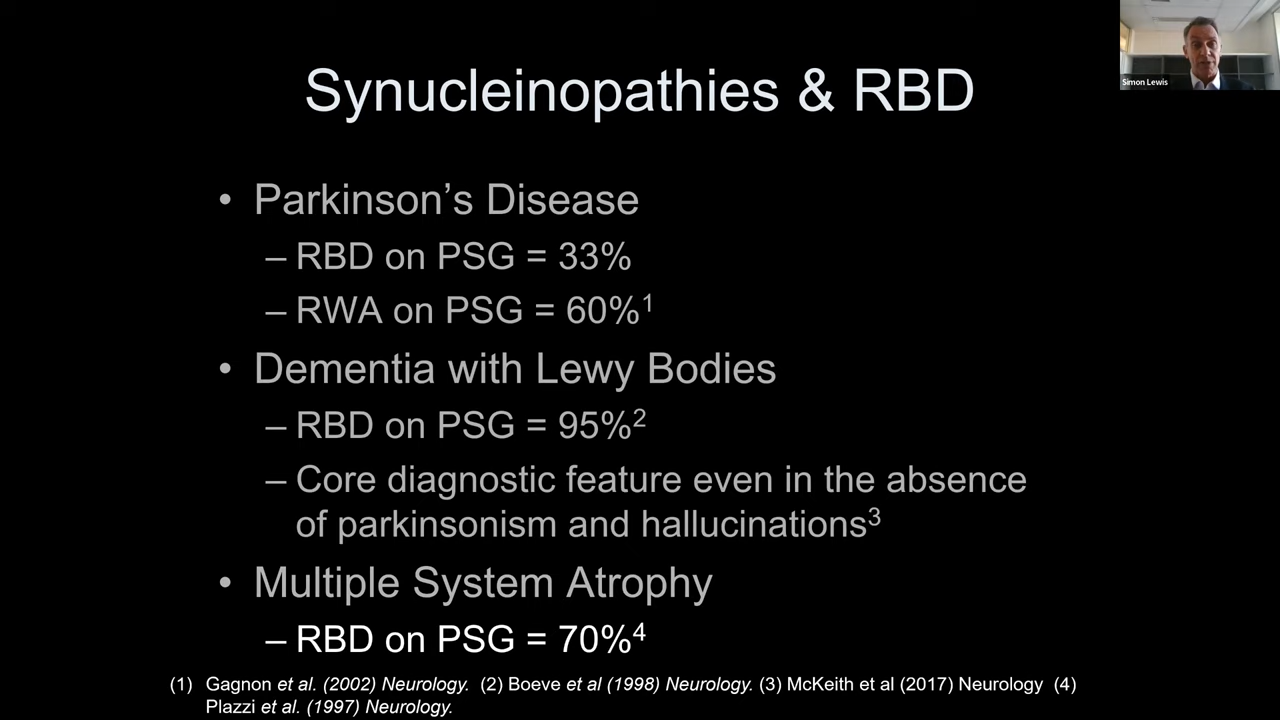 Synucleinopathies & RBD
Simon Lewis
• Parkinson’s Disease
– RBD on PSG = 33%
– RWA on PSG = 60%¹
• Dementia with Lewy Bodies
– RBD on PSG = 95%²
– Core diagnostic feature even in the absence
of parkinsonism and hallucinations³
• Multiple System Atrophy
– RBD on PSG = 70%⁴
(1) Gagnon et al. (2002) Neurology. (2) Boeve et al (1998) Neurology. (3) McKeith et al (2017) Neurology (4)
Plazzi et al. (1997) Neurology.